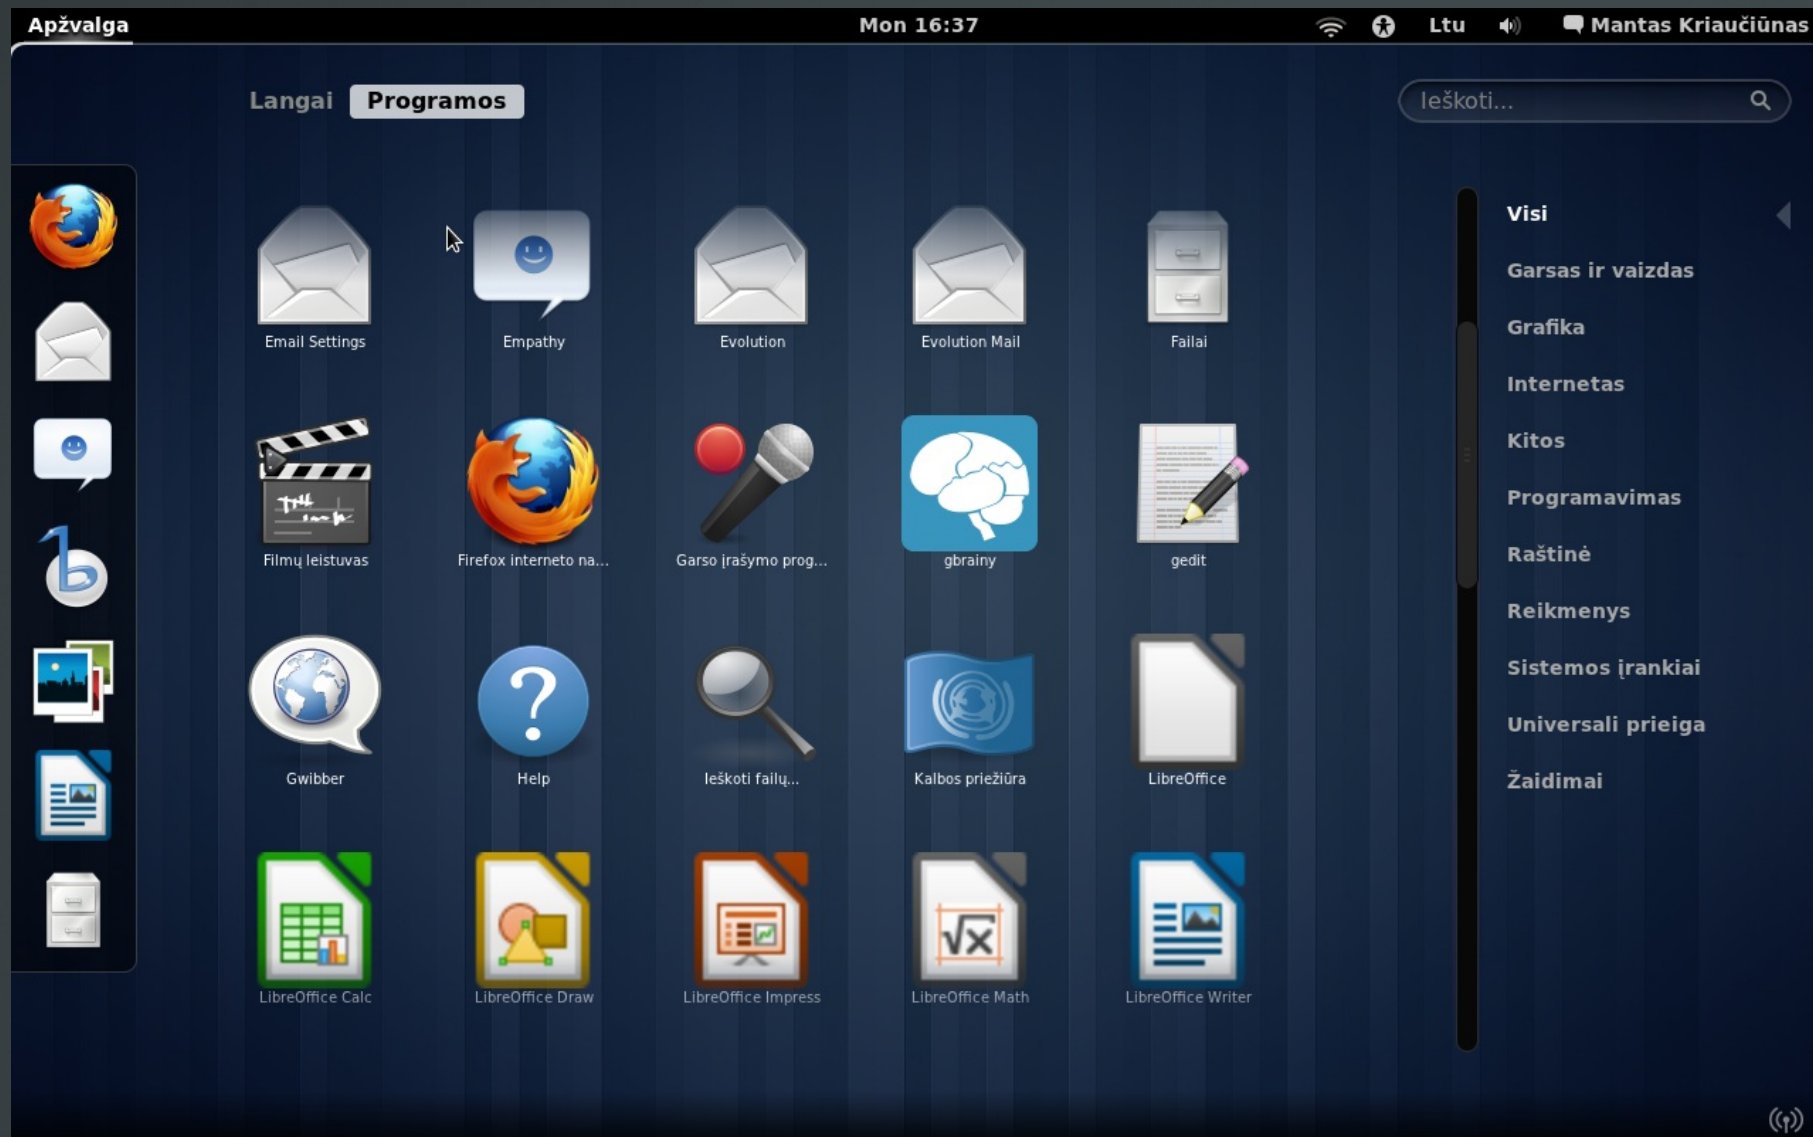 Apžvalga Mon 16:37 Ltu Mantas Kriaučiūnas
Langai Programos Ieškoti...
Email Settings Empathy Evolution Evolution Mail Failai
Filmų leistuvas Firefox interneto na... Garso įrašymo prog... gbrainy gedit
Gwibber Help Ieškoti failų... Kalbos priežiūra LibreOffice
LibreOffice Calc LibreOffice Draw LibreOffice Impress LibreOffice Math LibreOffice Writer
Visi
Garsas ir vaizdas
Grafika
Internetas
Kitos
Programavimas
Raštinė
Reikmenys
Sistemos įrankiai
Universali prieiga
Žaidimai